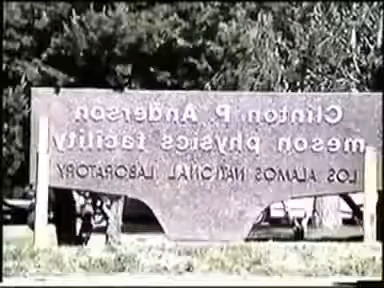 Clinton P. Anderson
meson physics facility
LOS ALAMOS NATIONAL LABORATORY